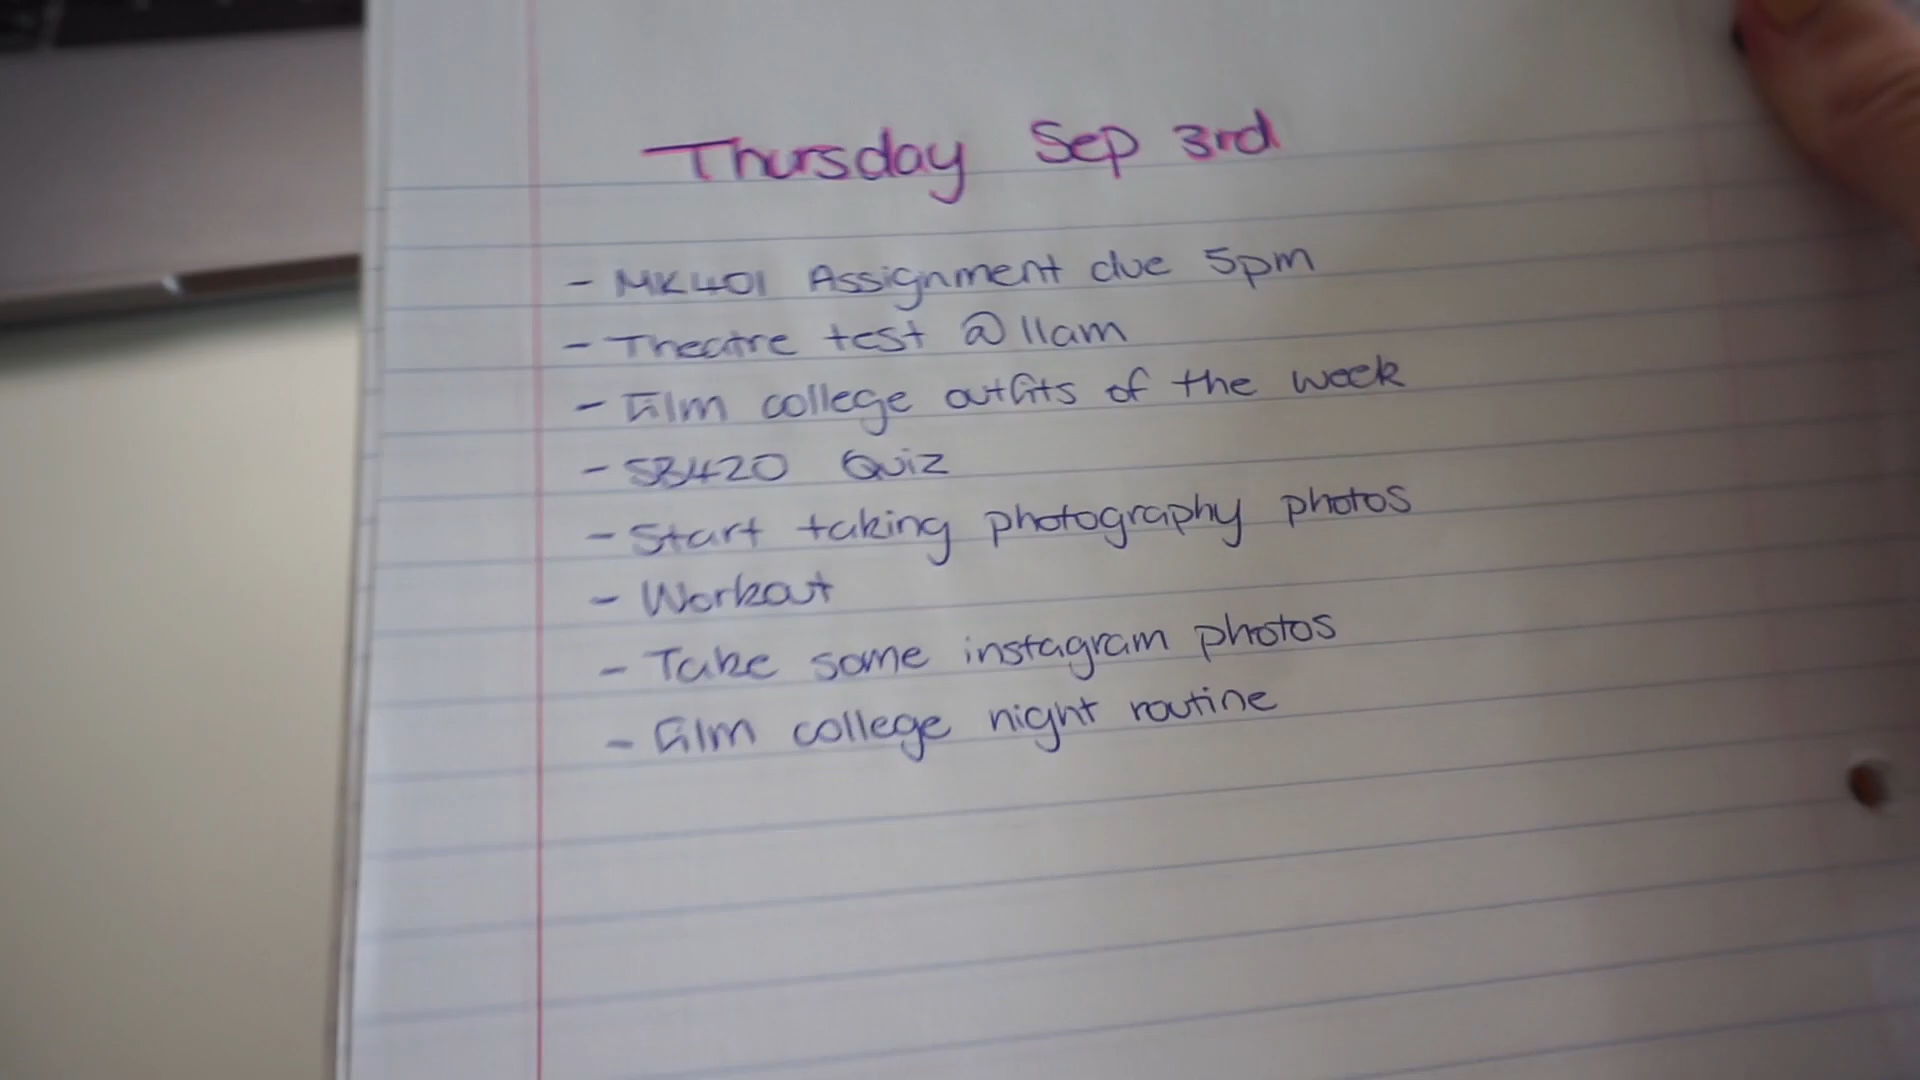 Thursday Sep 3rd
- MK401 Assignment due 5pm
- Theatre test @ 11am
- Film college outfits of the week
- SB420 Quiz
- Start taking photography photos
- Workout
- Take some instagram photos
- Film college night routine